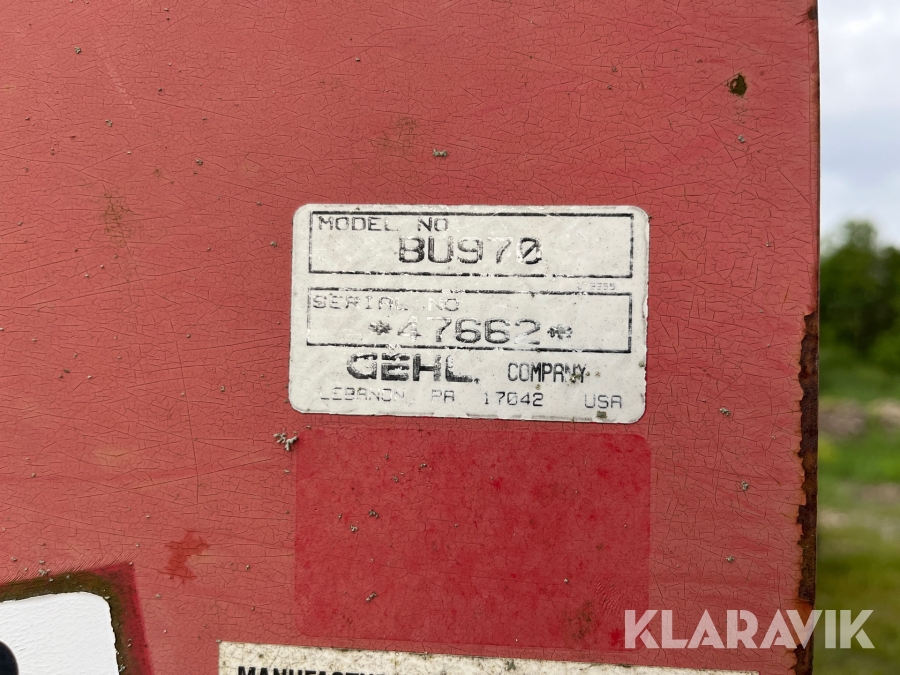 MODEL NO
BU970
SERIAL NO
*47662*
GEHL COMPANY
LEBANON PA 17042 USA
KLARAVIK